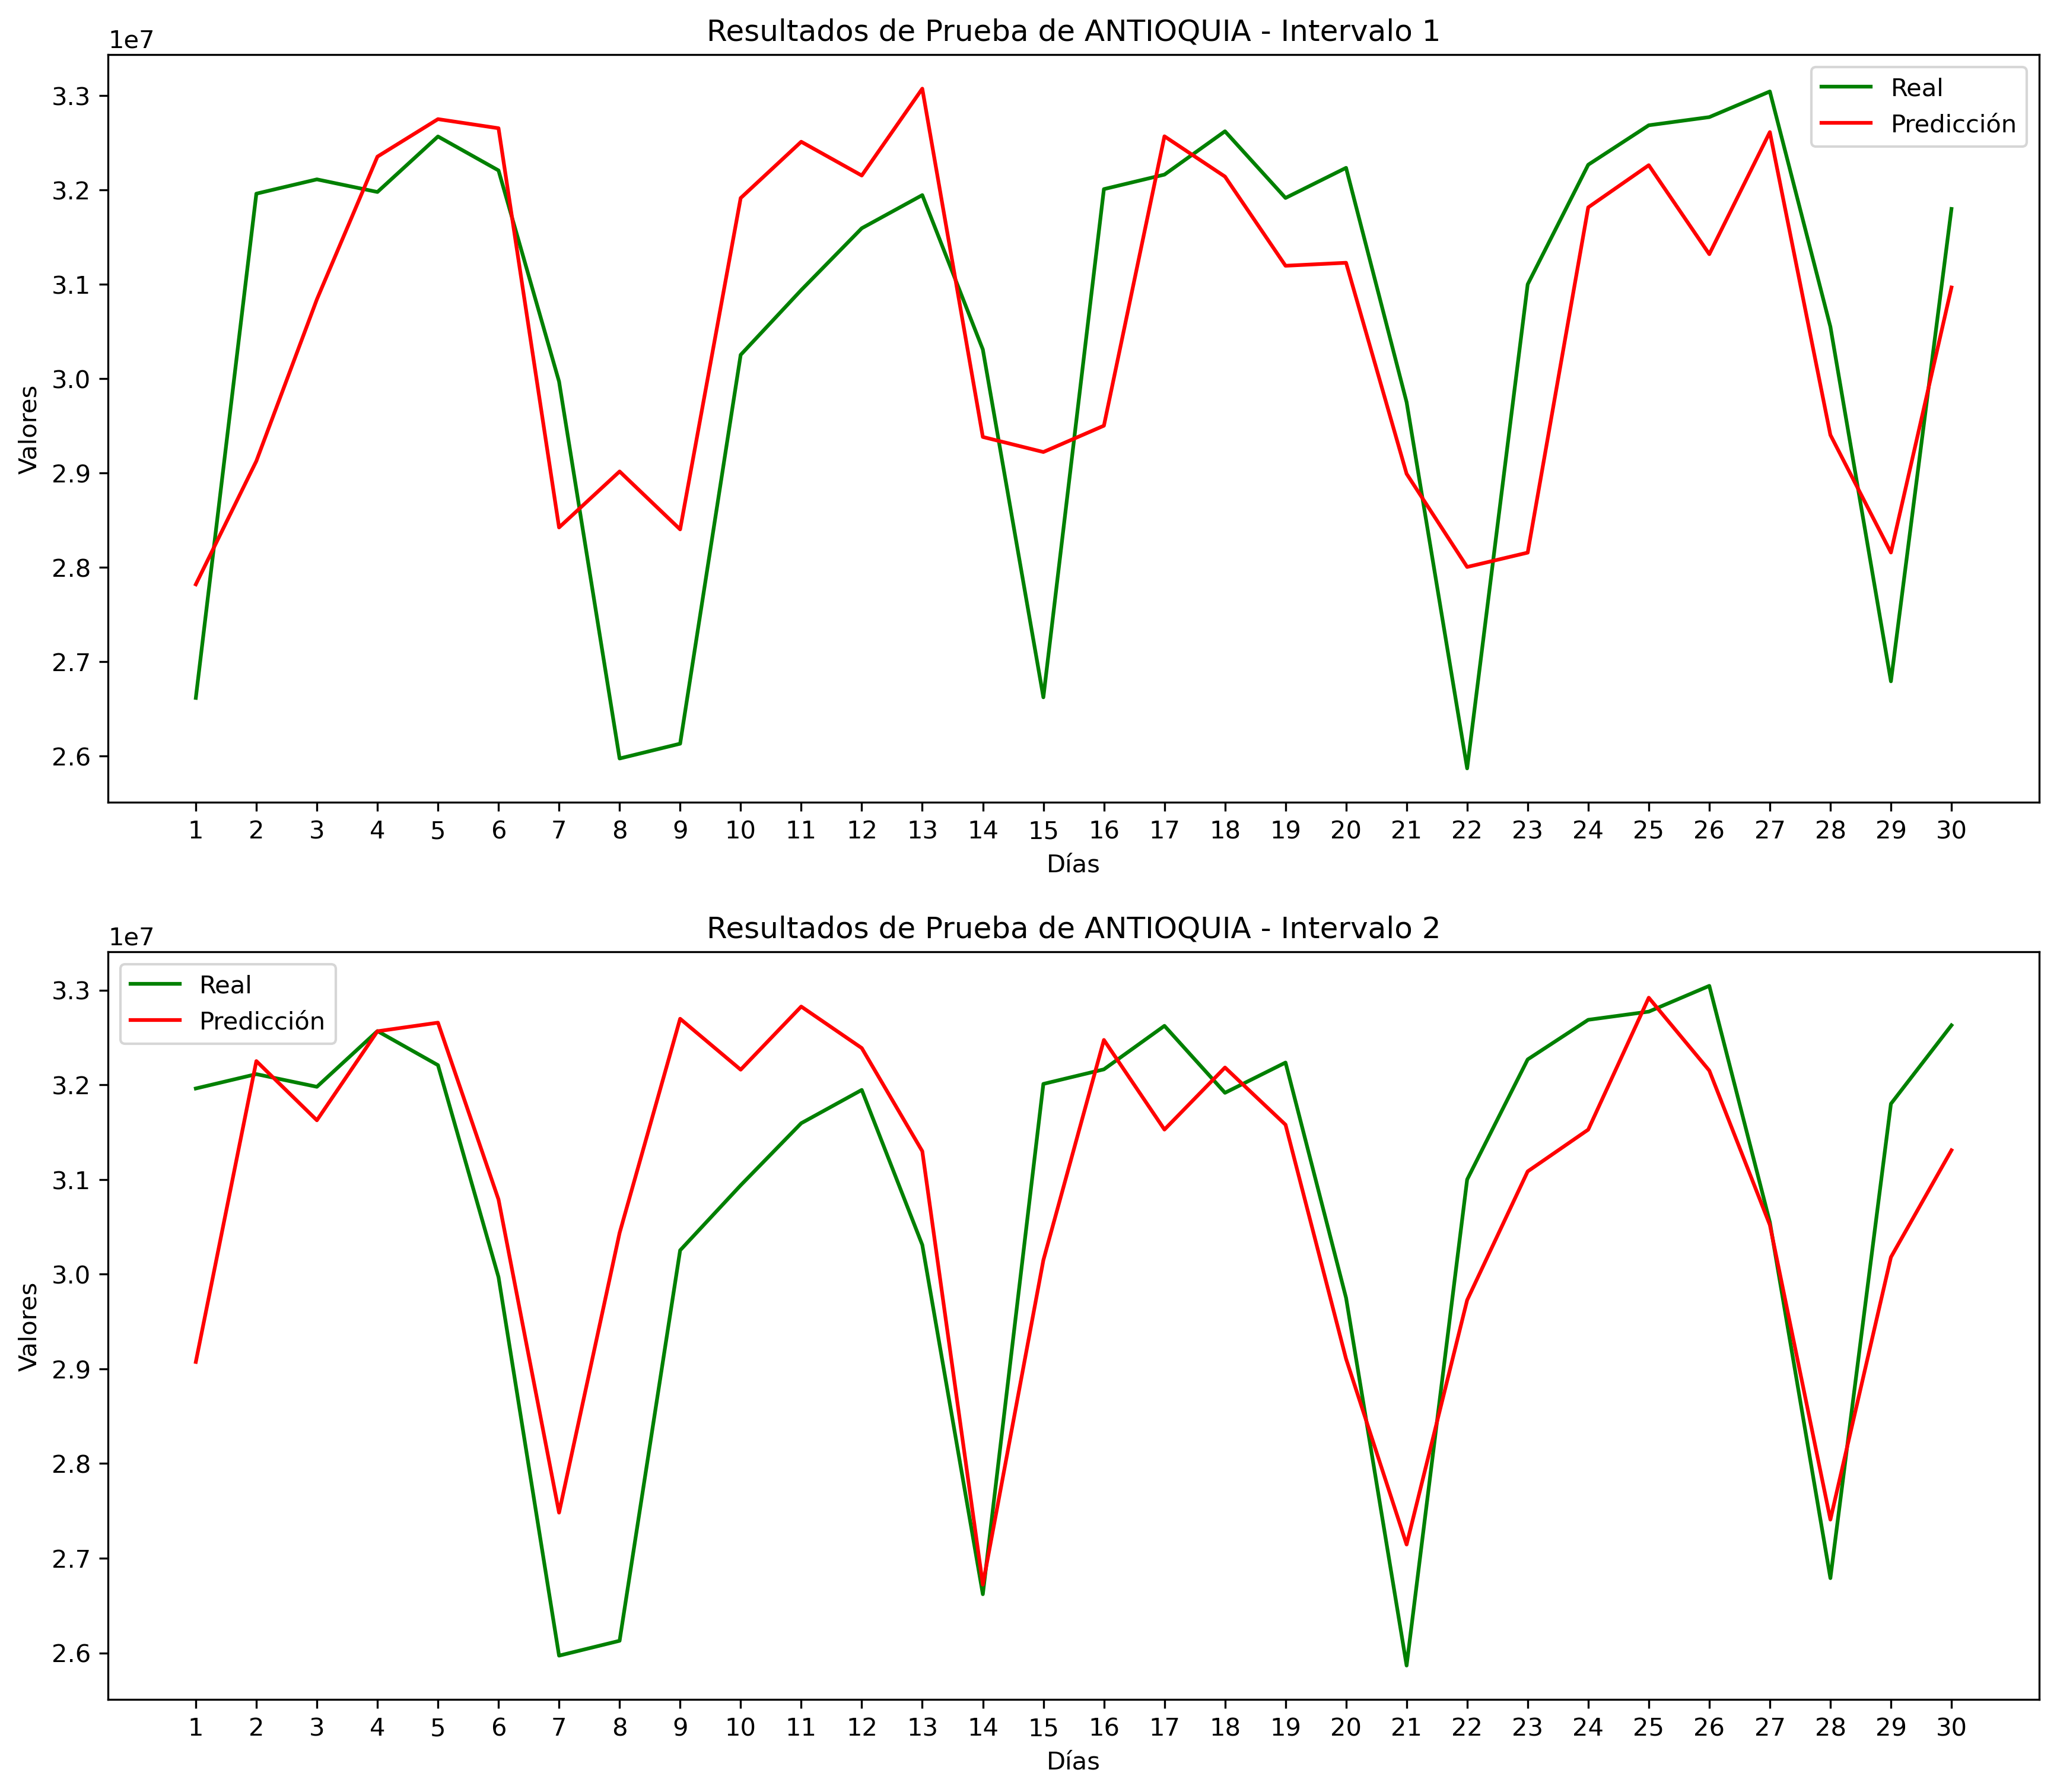 Resultados de Prueba de ANTIOQUIA - Intervalo 1
1e7
Real
Predicción
3.3
3.2
3.1
3.0
2.9
2.8
2.7
2.6
Valores
1 2 3 4 5 6 7 8 9 10 11 12 13 14 15 16 17 18 19 20 21 22 23 24 25 26 27 28 29 30
Días
Resultados de Prueba de ANTIOQUIA - Intervalo 2
1e7
Real
Predicción
3.3
3.2
3.1
3.0
2.9
2.8
2.7
2.6
Valores
1 2 3 4 5 6 7 8 9 10 11 12 13 14 15 16 17 18 19 20 21 22 23 24 25 26 27 28 29 30
Días